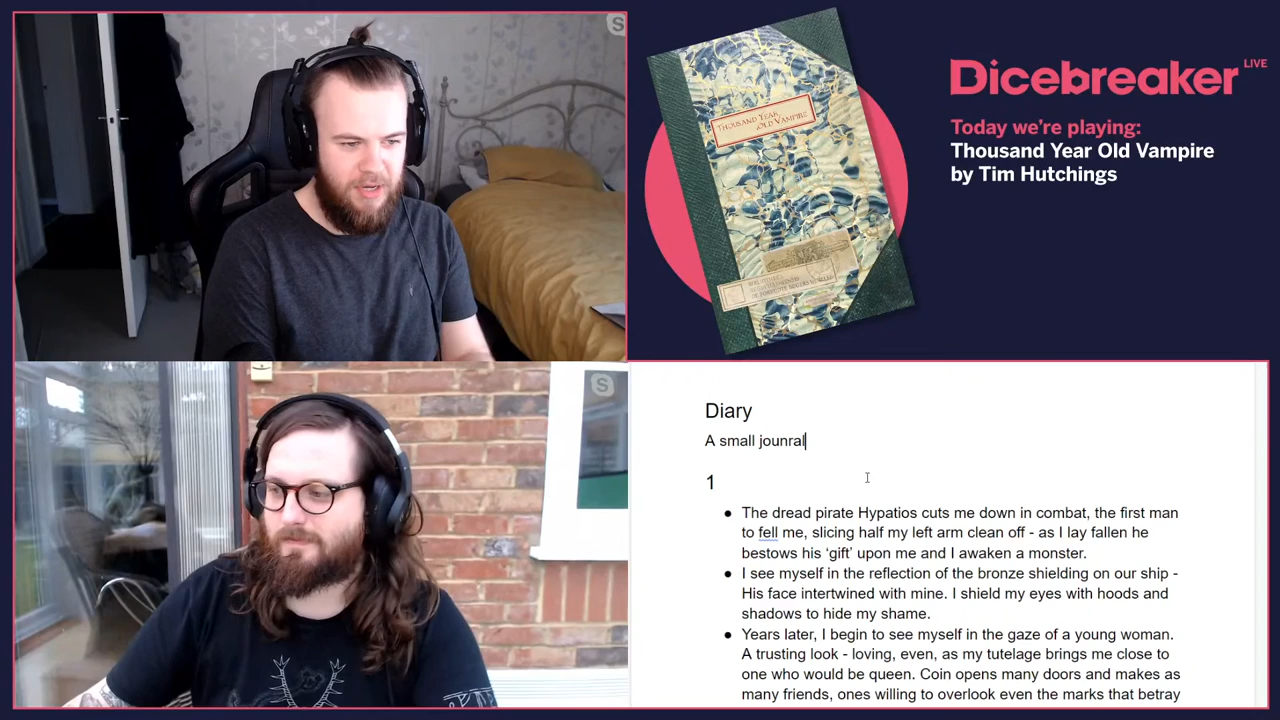 Dicebreaker LIVE
Today we're playing:
Thousand Year Old Vampire
by Tim Hutchings
THOUSAND YEAR
OLD VAMPIRE
Diary
A small jounral
1
● The dread pirate Hypatios cuts me down in combat, the first man
to fell me, slicing half my left arm clean off - as I lay fallen he
bestows his 'gift' upon me and I awaken a monster.
● I see myself in the reflection of the bronze shielding on our ship -
His face intertwined with mine. I shield my eyes with hoods and
shadows to hide my shame.
● Years later, I begin to see myself in the gaze of a young woman.
A trusting look - loving, even, as my tutelage brings me close to
one who would be queen. Coin opens many doors and makes as
many friends, ones willing to overlook even the marks that betray